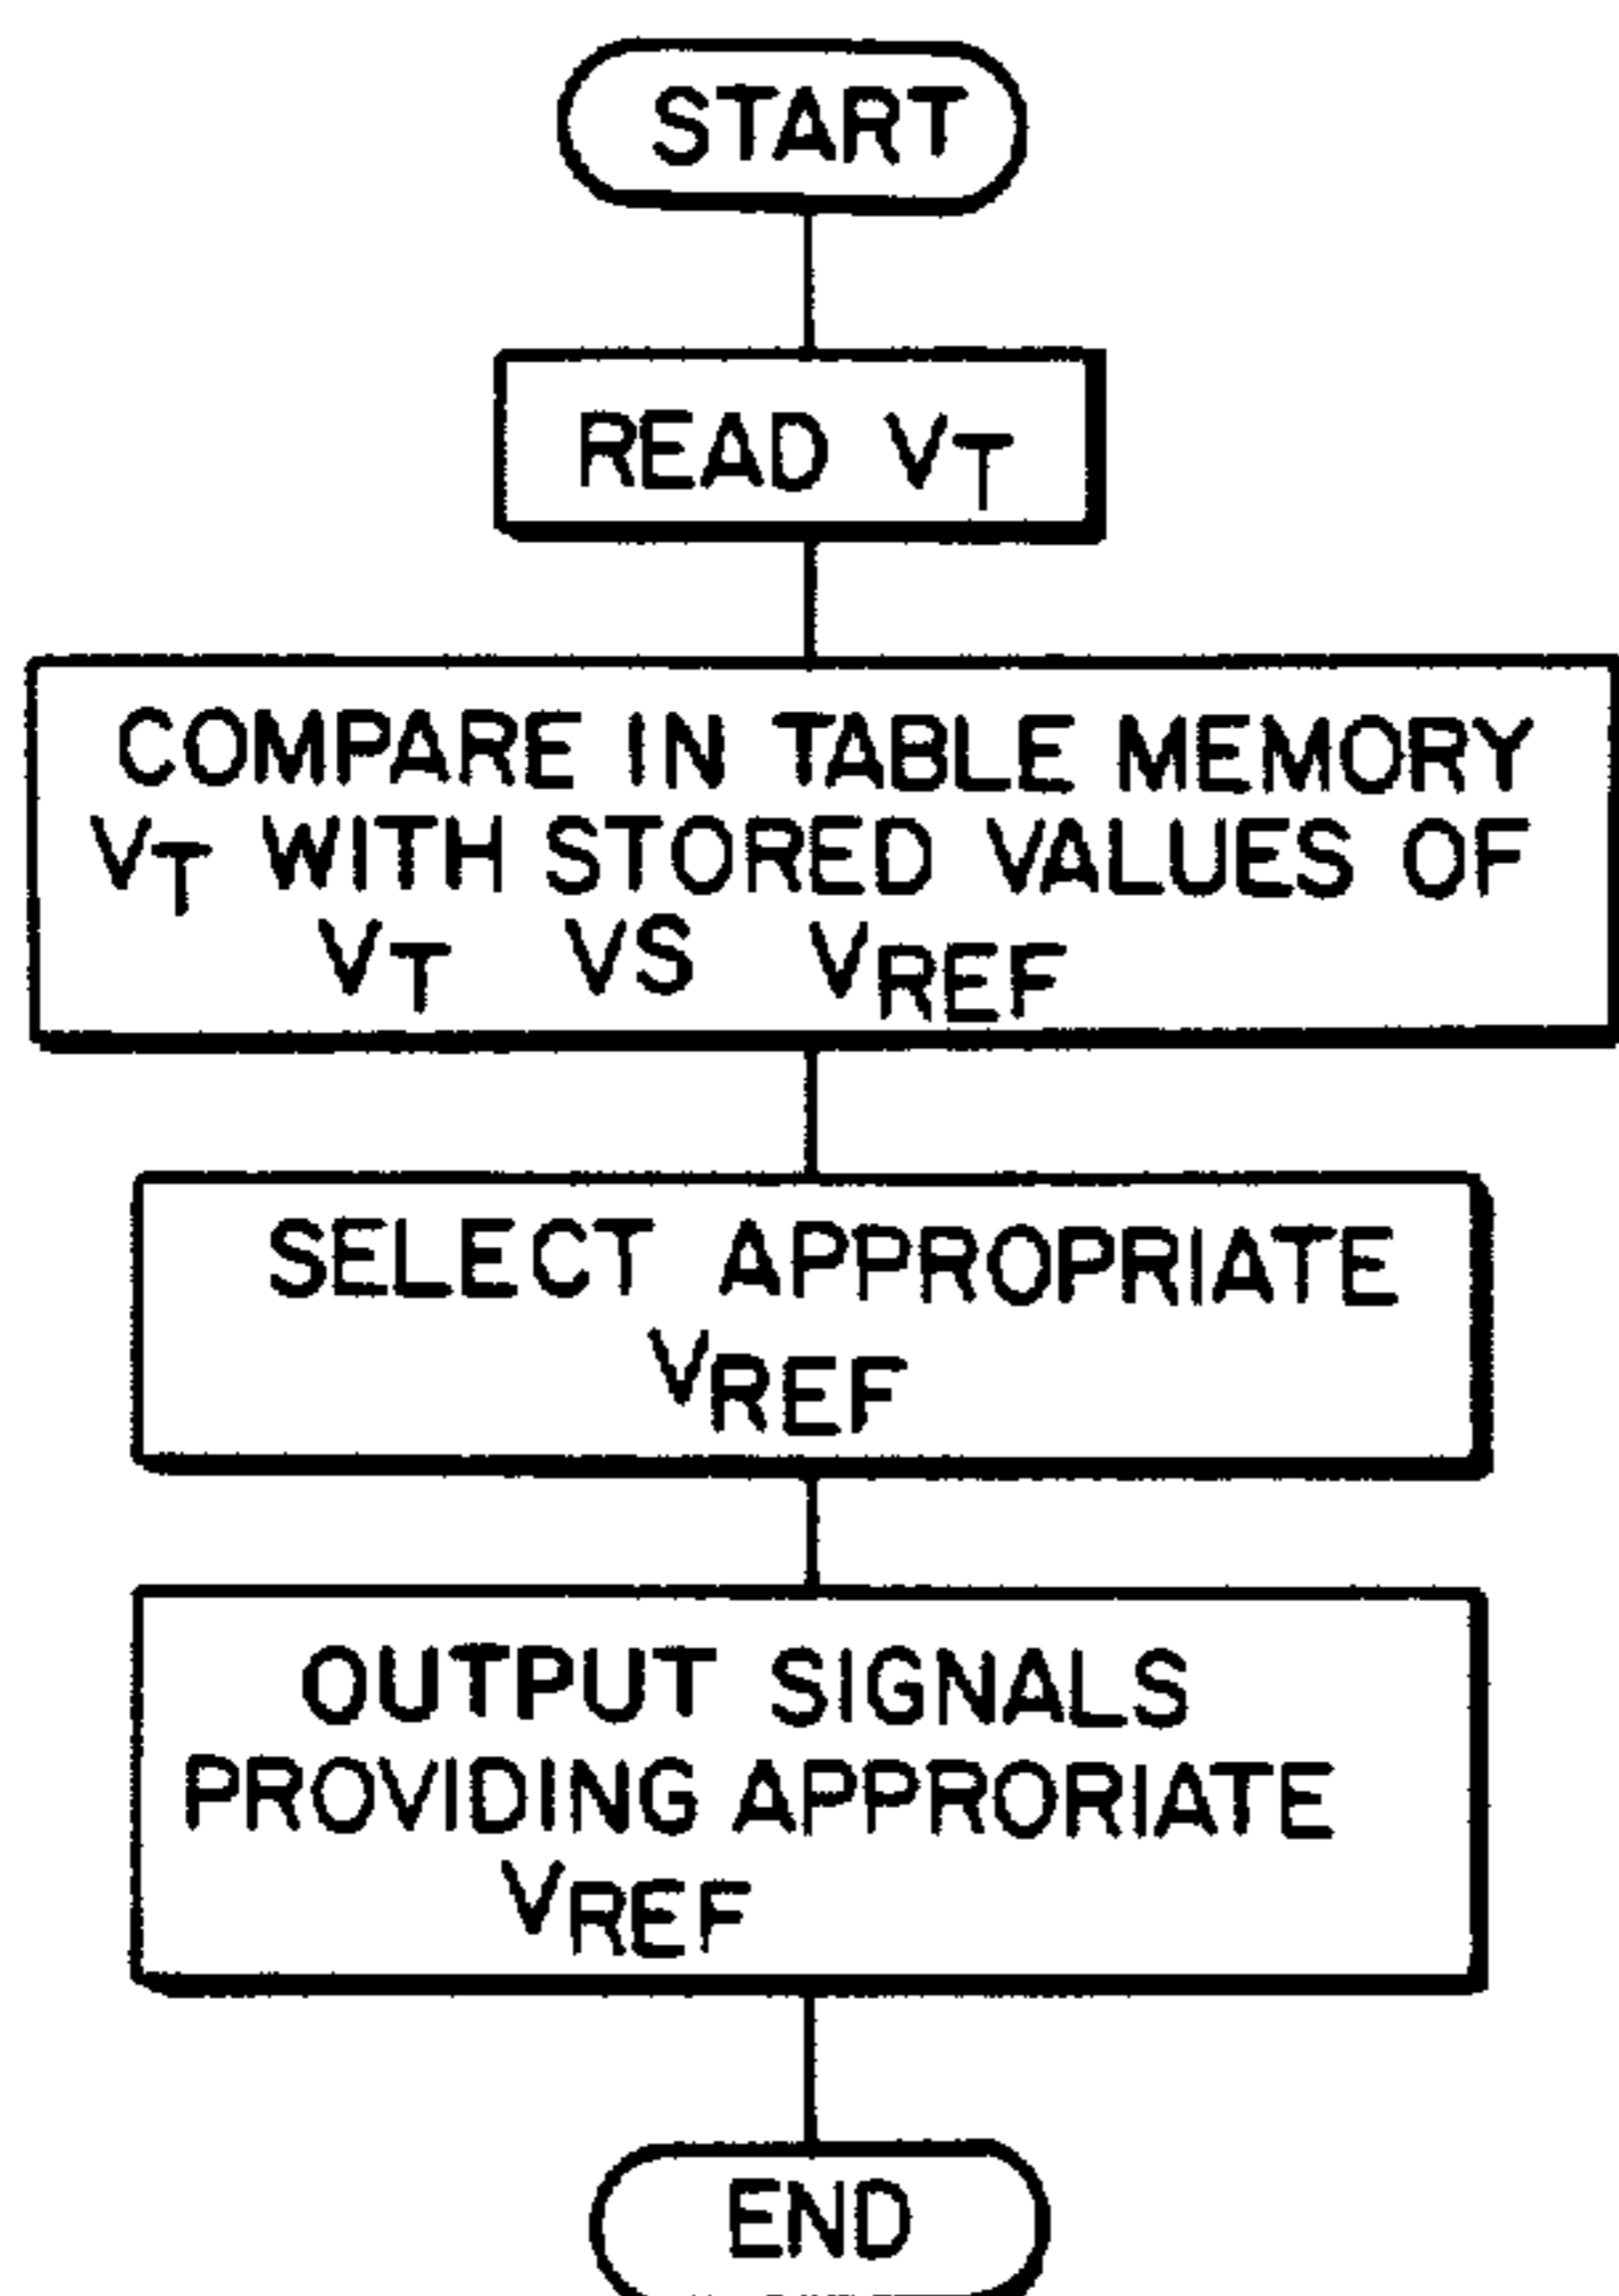 START
READ VT
COMPARE IN TABLE MEMORY
VT WITH STORED VALUES OF
VT VS VREF
SELECT APPROPRIATE
VREF
OUTPUT SIGNALS
PROVIDING APPRORIATE
VREF
END